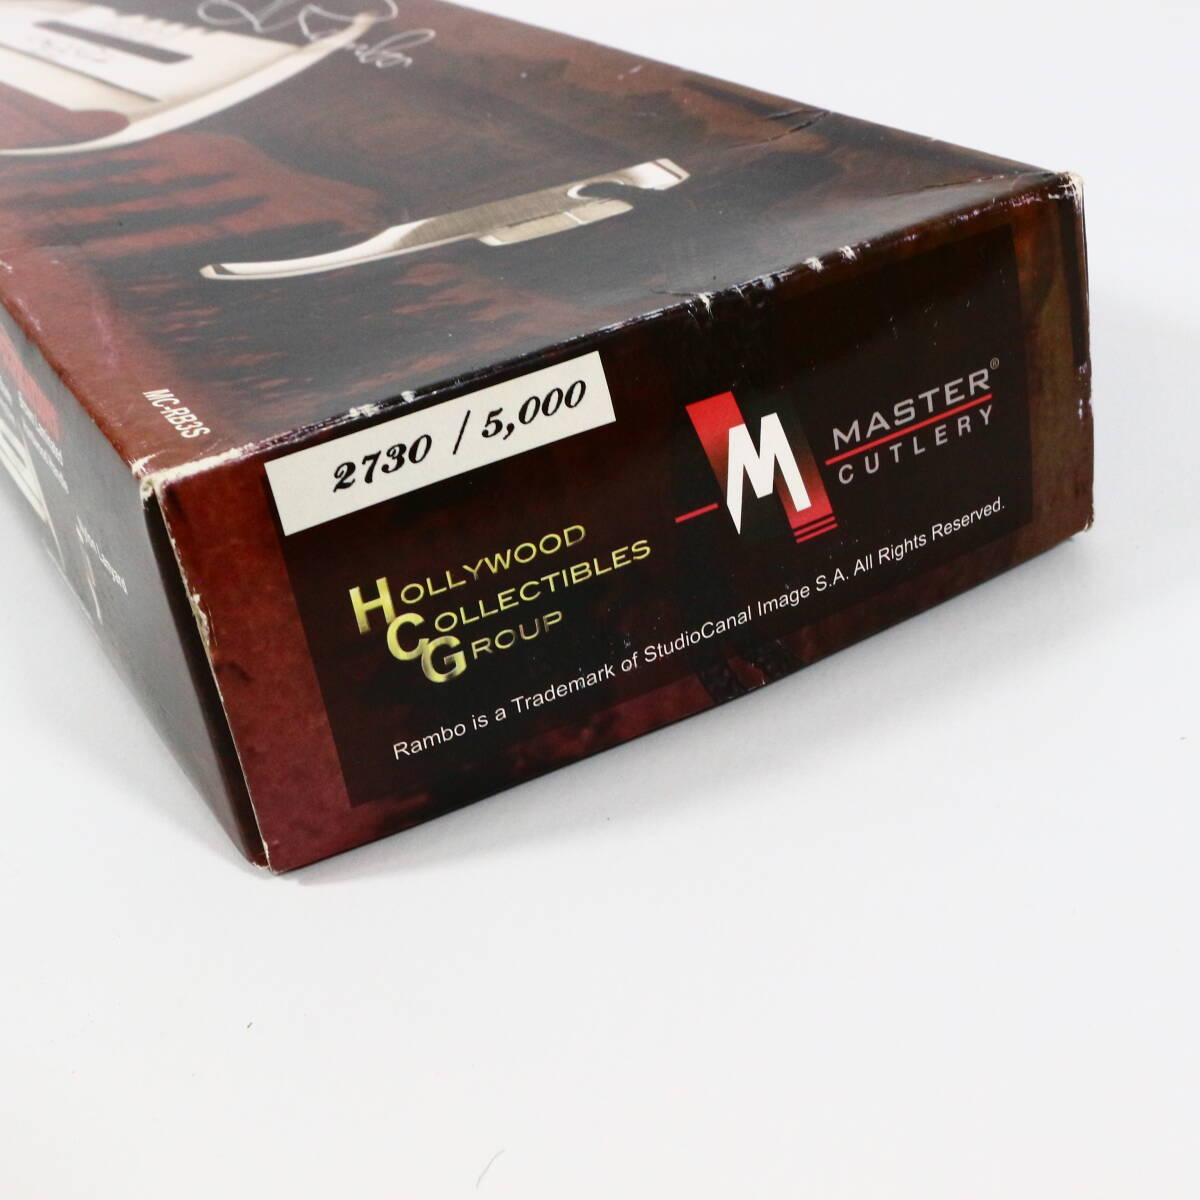 Rambo
MC-RB3S
2730 / 5,000
HOLLYWOOD
COLLECTIBLES
GROUP
M
MASTER®
CUTLERY
Rambo is a Trademark of StudioCanal Image S.A. All Rights Reserved.